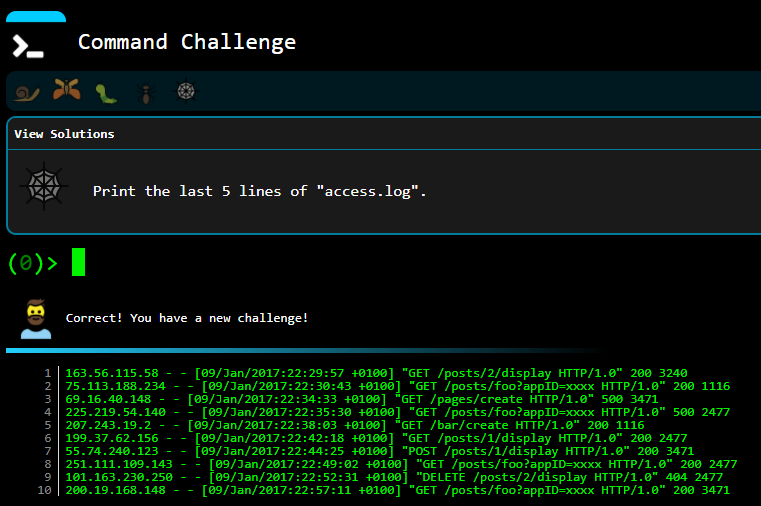 Command Challenge
View Solutions
Print the last 5 lines of "access.log".
(0)>
Correct! You have a new challenge!
1 163.56.115.58 - - [09/Jan/2017:22:29:57 +0100] "GET /posts/2/display HTTP/1.0" 200 3240
2 75.113.188.234 - - [09/Jan/2017:22:30:43 +0100] "GET /posts/foo?appID=xxxx HTTP/1.0" 200 1116
3 69.16.40.148 - - [09/Jan/2017:22:34:33 +0100] "GET /pages/create HTTP/1.0" 500 3471
4 225.219.54.140 - - [09/Jan/2017:22:35:30 +0100] "GET /posts/foo?appID=xxxx HTTP/1.0" 500 2477
5 207.243.19.2 - - [09/Jan/2017:22:38:03 +0100] "GET /bar/create HTTP/1.0" 200 1116
6 199.37.62.156 - - [09/Jan/2017:22:42:18 +0100] "GET /posts/1/display HTTP/1.0" 200 2477
7 55.74.240.123 - - [09/Jan/2017:22:44:25 +0100] "POST /posts/1/display HTTP/1.0" 200 3471
8 251.111.109.143 - - [09/Jan/2017:22:49:02 +0100] "GET /posts/foo?appID=xxxx HTTP/1.0" 200 2477
9 101.163.230.250 - - [09/Jan/2017:22:52:31 +0100] "DELETE /posts/2/display HTTP/1.0" 404 2477
10 200.19.168.148 - - [09/Jan/2017:22:57:11 +0100] "GET /posts/foo?appID=xxxx HTTP/1.0" 200 3471